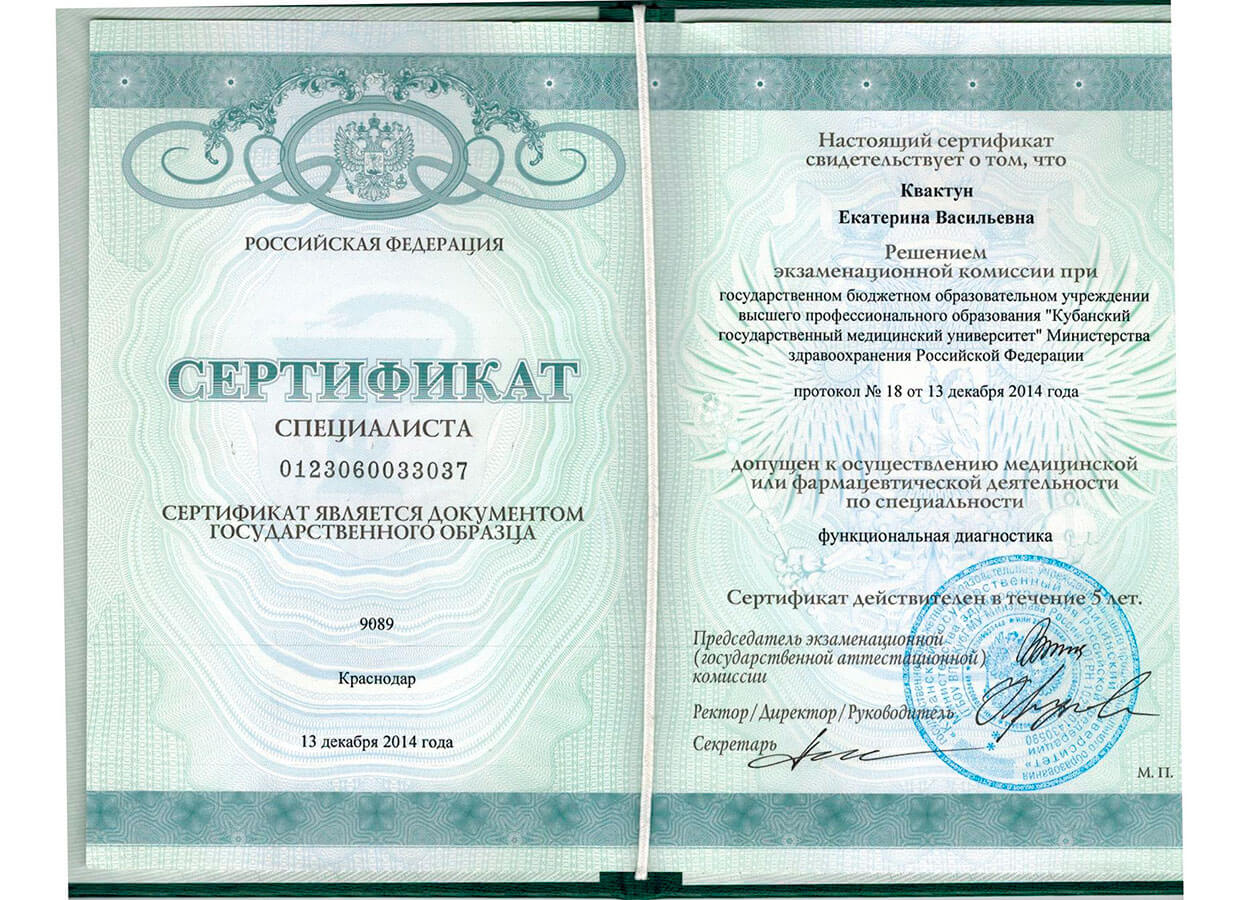 РОССИЙСКАЯ ФЕДЕРАЦИЯ
СЕРТИФИКАТ
СПЕЦИАЛИСТА
0123060033037
СЕРТИФИКАТ ЯВЛЯЕТСЯ ДОКУМЕНТОМ
ГОСУДАРСТВЕННОГО ОБРАЗЦА
9089
Краснодар
13 декабря 2014 года
Настоящий сертификат
свидетельствует о том, что
Квактун
Екатерина Васильевна
Решением
экзаменационной комиссии при
государственном бюджетном образовательном учреждении
высшего профессионального образования "Кубанский
государственный медицинский университет" Министерства
здравоохранения Российской Федерации
протокол № 18 от 13 декабря 2014 года
допущен к осуществлению медицинской
или фармацевтической деятельности
по специальности
функциональная диагностика
Сертификат действителен в течение 5 лет.
Председатель экзаменационной
(государственной аттестационной)
комиссии
Ректор/Директор/Руководитель
Секретарь
М. П.